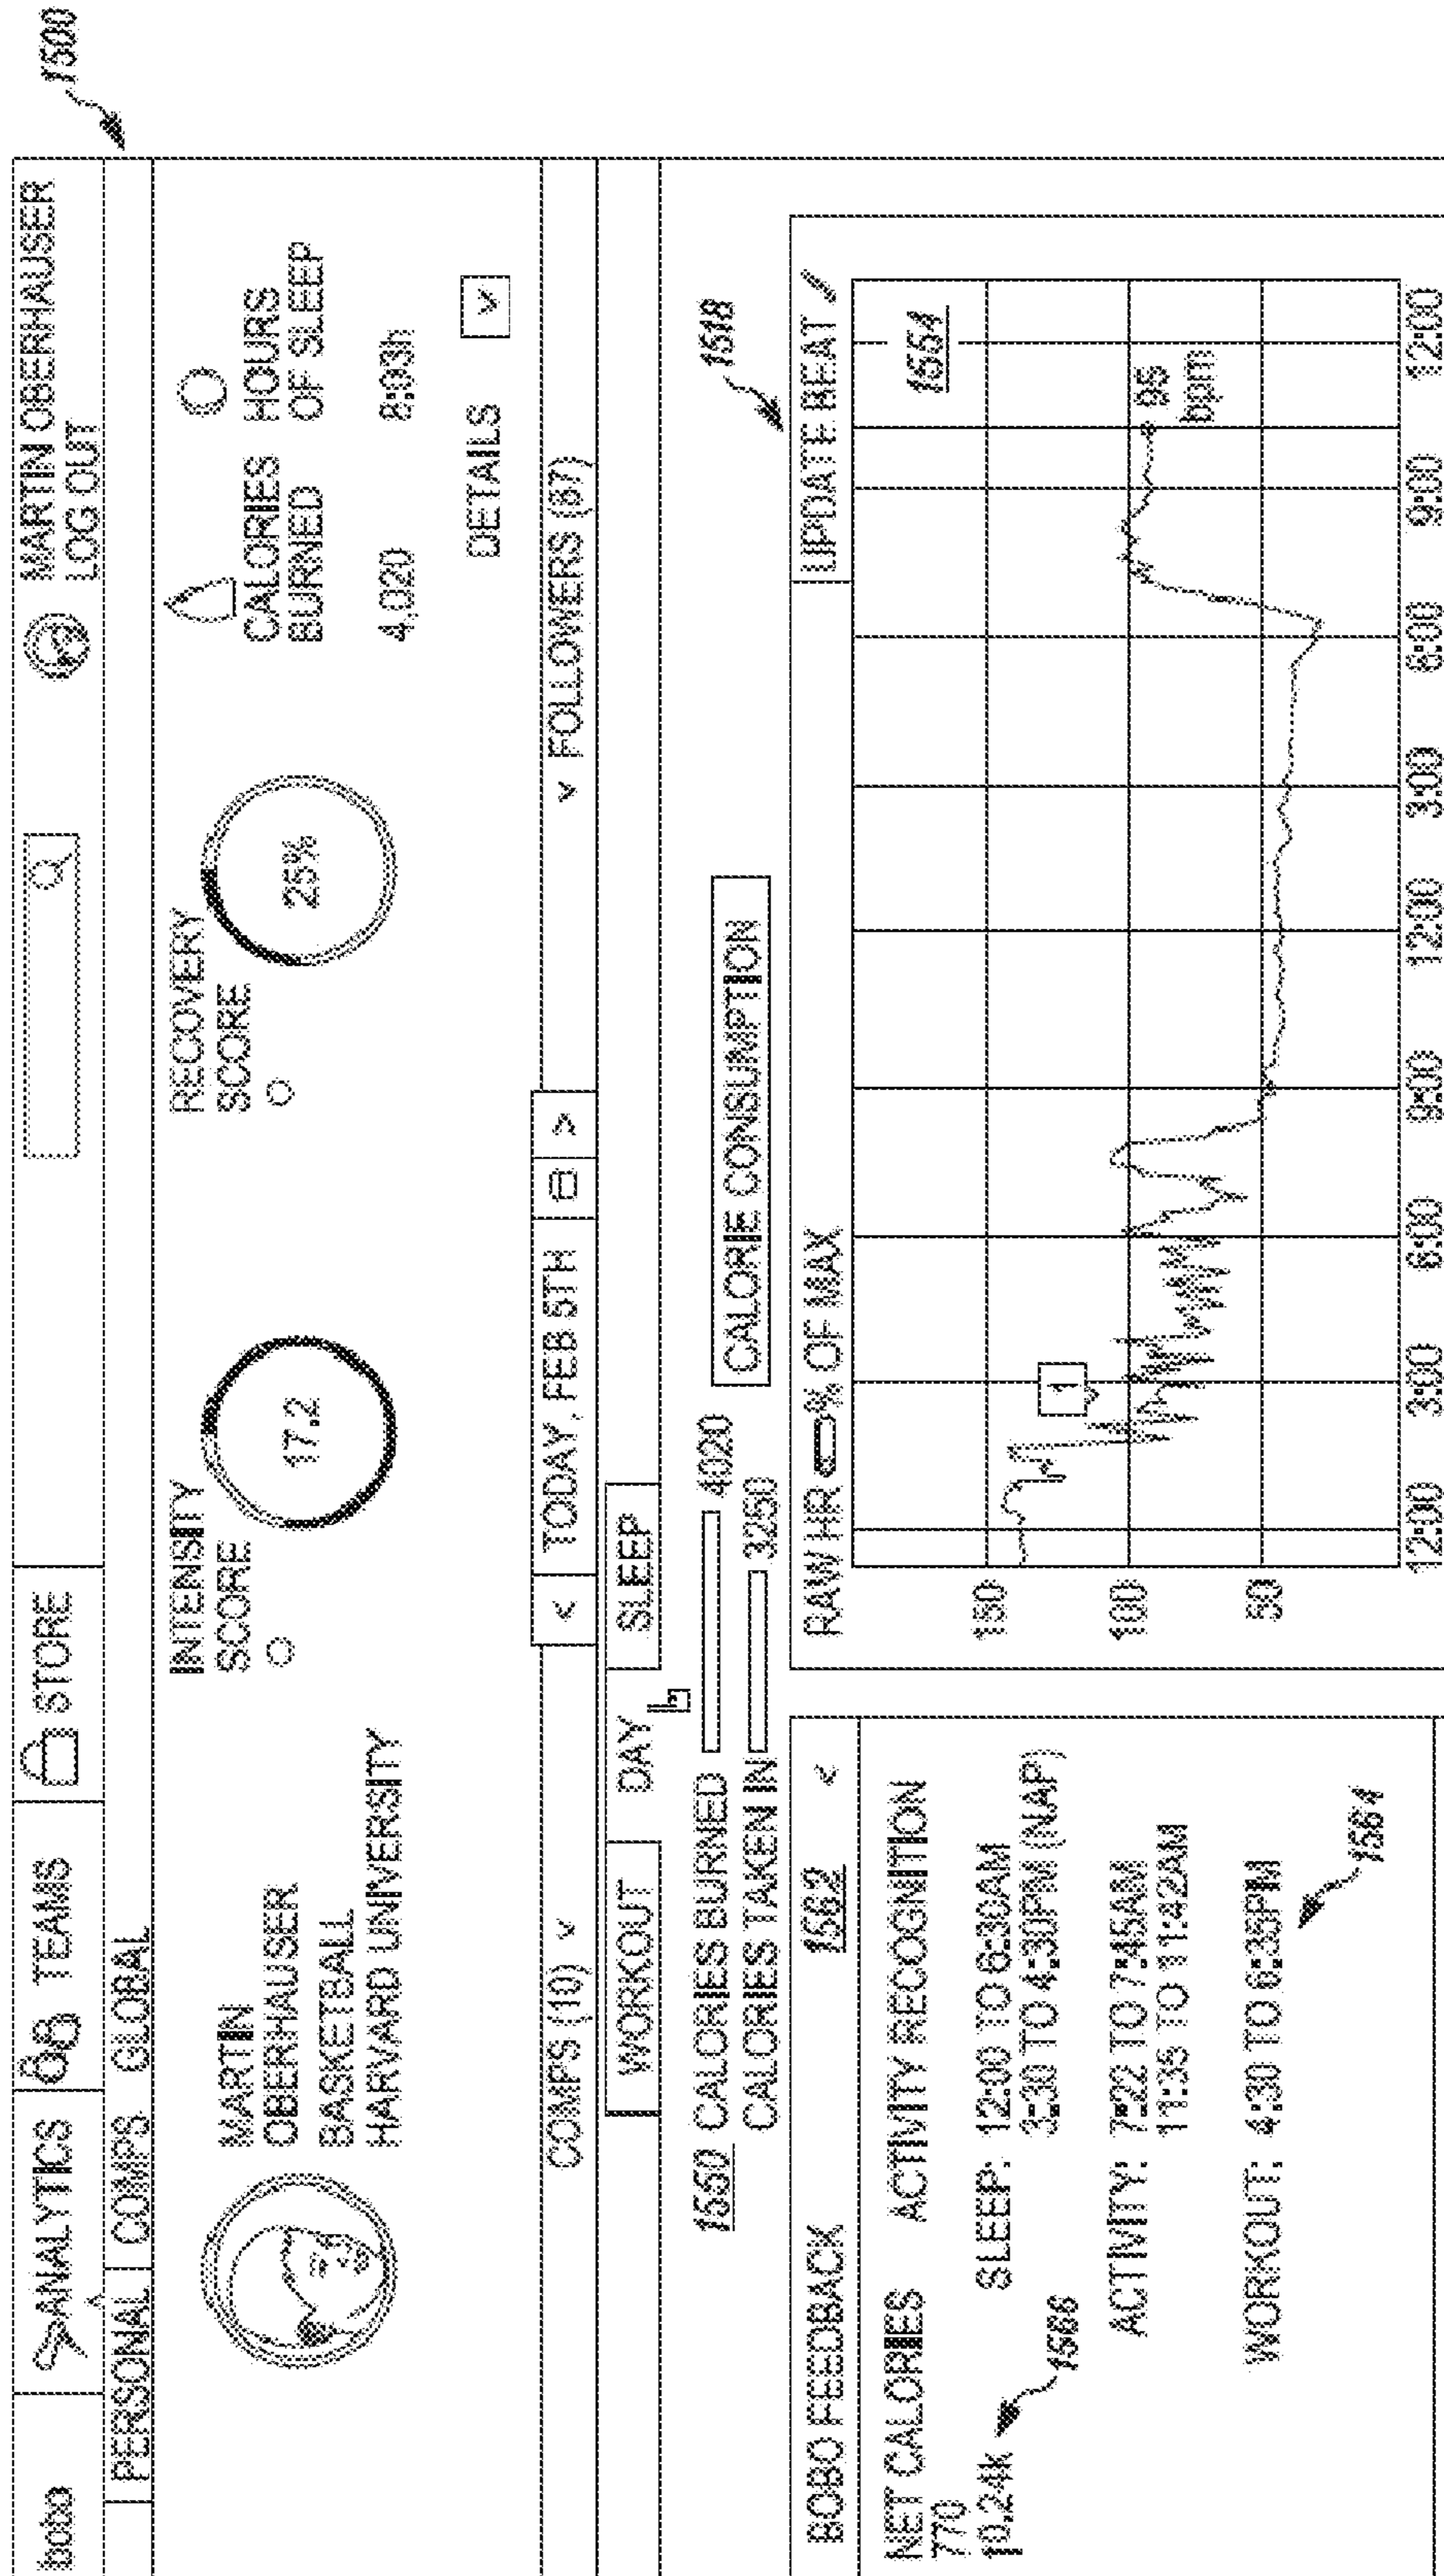 1500
bobo ANALYTICS TEAMS STORE MARTIN OBERHAUSER
LOG OUT
PERSONAL COMPS GLOBAL
MARTIN
OBERHAUSER
BASKETBALL
HARVARD UNIVERSITY
INTENSITY
SCORE
17.2
RECOVERY
SCORE
25%
CALORIES
BURNED
4,020
HOURS
OF SLEEP
8:03h
DETAILS
COMPS (10) < TODAY, FEB 5TH > FOLLOWERS (67)
WORKOUT DAY SLEEP
1550 CALORIES BURNED 4020
CALORIES TAKEN IN 3250
CALORIE CONSUMPTION
1518
BOBO FEEDBACK 1562 <
NET CALORIES
770
10.24k
1566
ACTIVITY RECOGNITION
SLEEP: 12:00 TO 6:30AM
3:30 TO 4:30PM (NAP)
ACTIVITY: 7:22 TO 7:45AM
11:35 TO 11:42AM
WORKOUT: 4:30 TO 6:35PM
1564
RAW HR % OF MAX UPDATE BEAT
1554
150
100
50
1
95
bpm
12:00 3:00 6:00 9:00 12:00 3:00 6:00 9:00 12:00